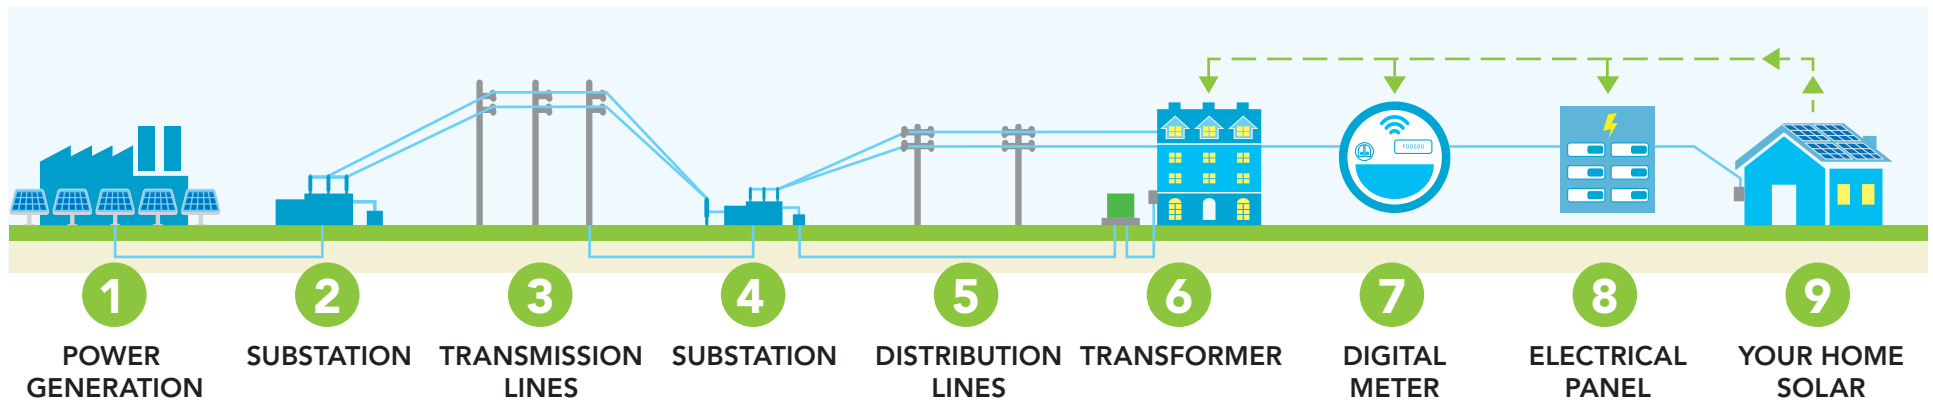 1
2
3
4
5
6
7
8
9
POWER
GENERATION
SUBSTATION
TRANSMISSION
LINES
SUBSTATION
DISTRIBUTION
LINES
TRANSFORMER
DIGITAL
METER
ELECTRICAL
PANEL
YOUR HOME
SOLAR